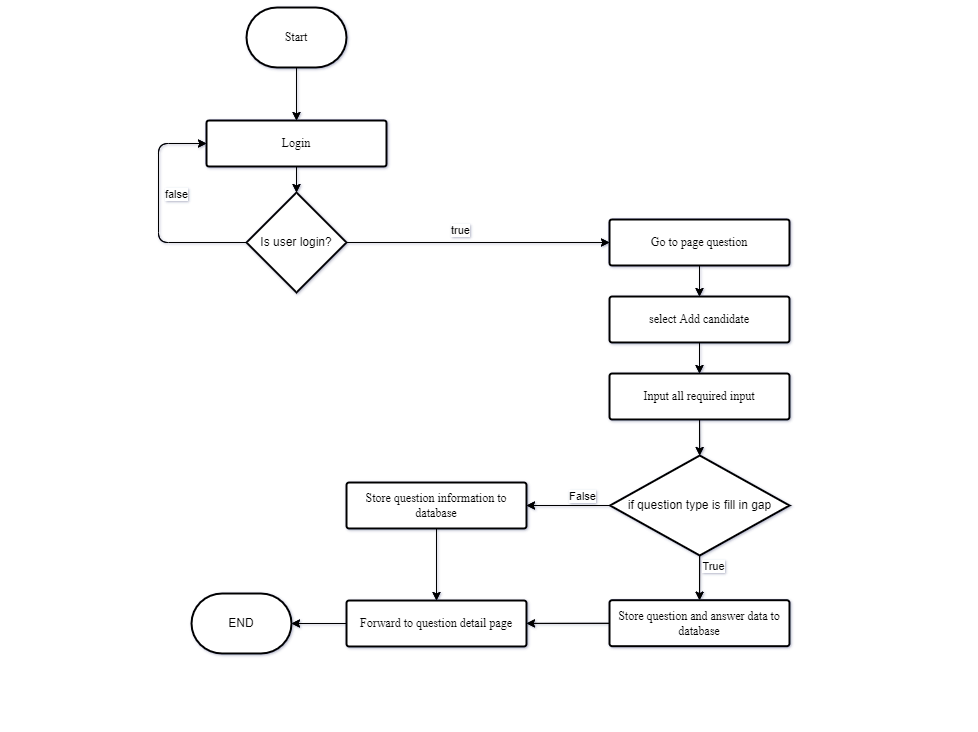 Start
Login
false
Is user login?
true
Go to page question
select Add candidate
Input all required input
if question type is fill in gap
False
Store question information to
database
True
Store question and answer data to
database
Forward to question detail page
END